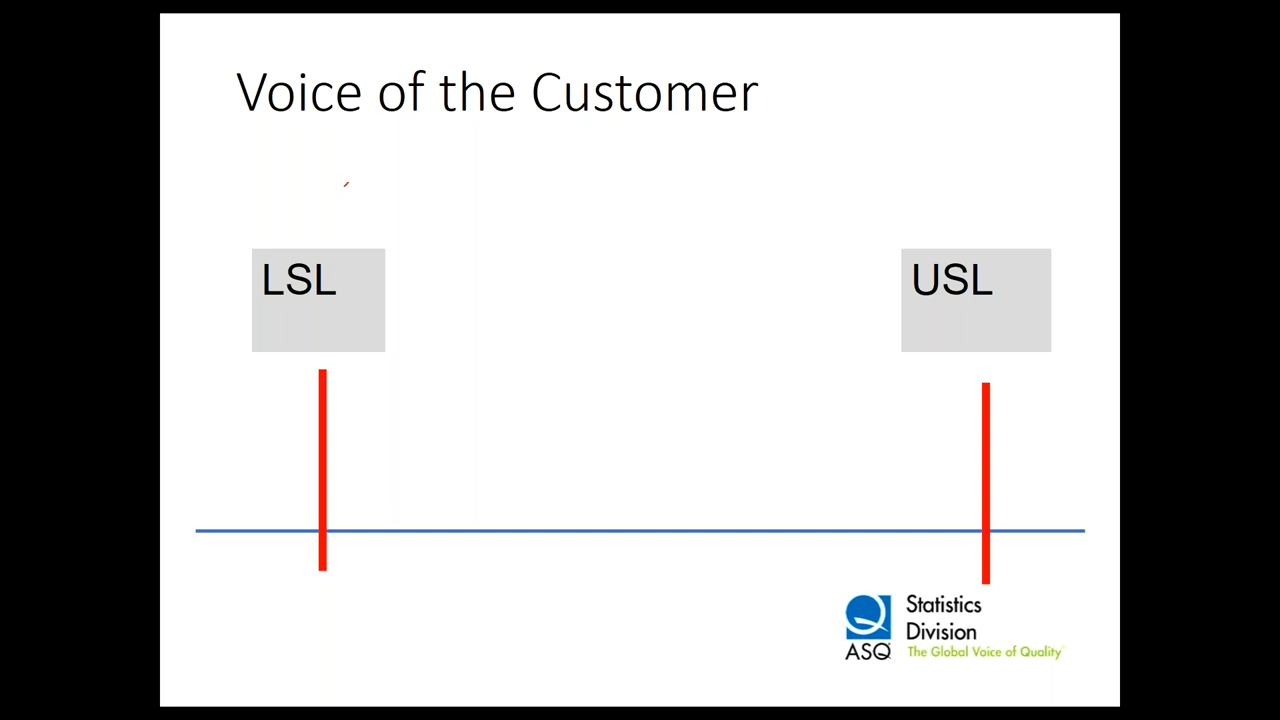 Voice of the Customer
LSL
USL
Statistics
Division
ASQ
The Global Voice of Quality